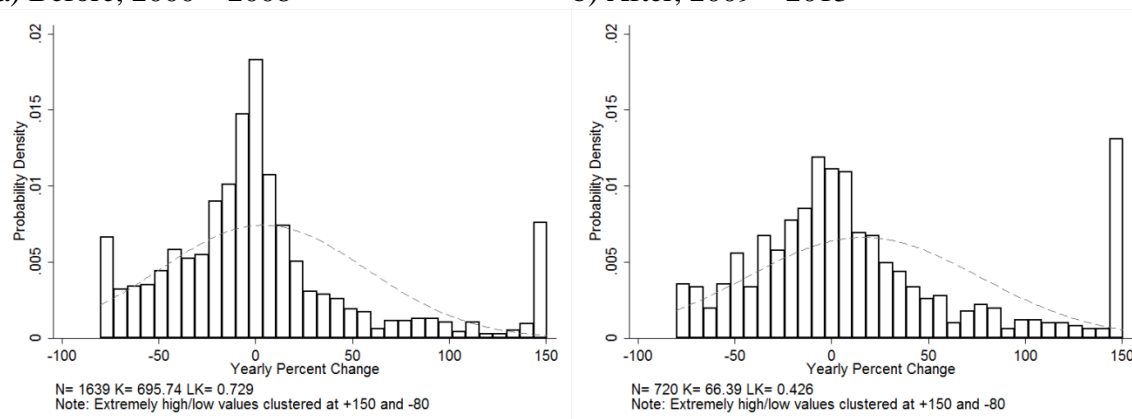 Before,
After,
.02
.015
.01
.005
0
Probability Density
-100 -50 0 50 100 150
Yearly Percent Change
N= 1639 K= 695.74 LK= 0.729
Note: Extremely high/low values clustered at +150 and -80
.02
.015
.01
.005
0
Probability Density
-100 -50 0 50 100 150
Yearly Percent Change
N= 720 K= 66.39 LK= 0.426
Note: Extremely high/low values clustered at +150 and -80